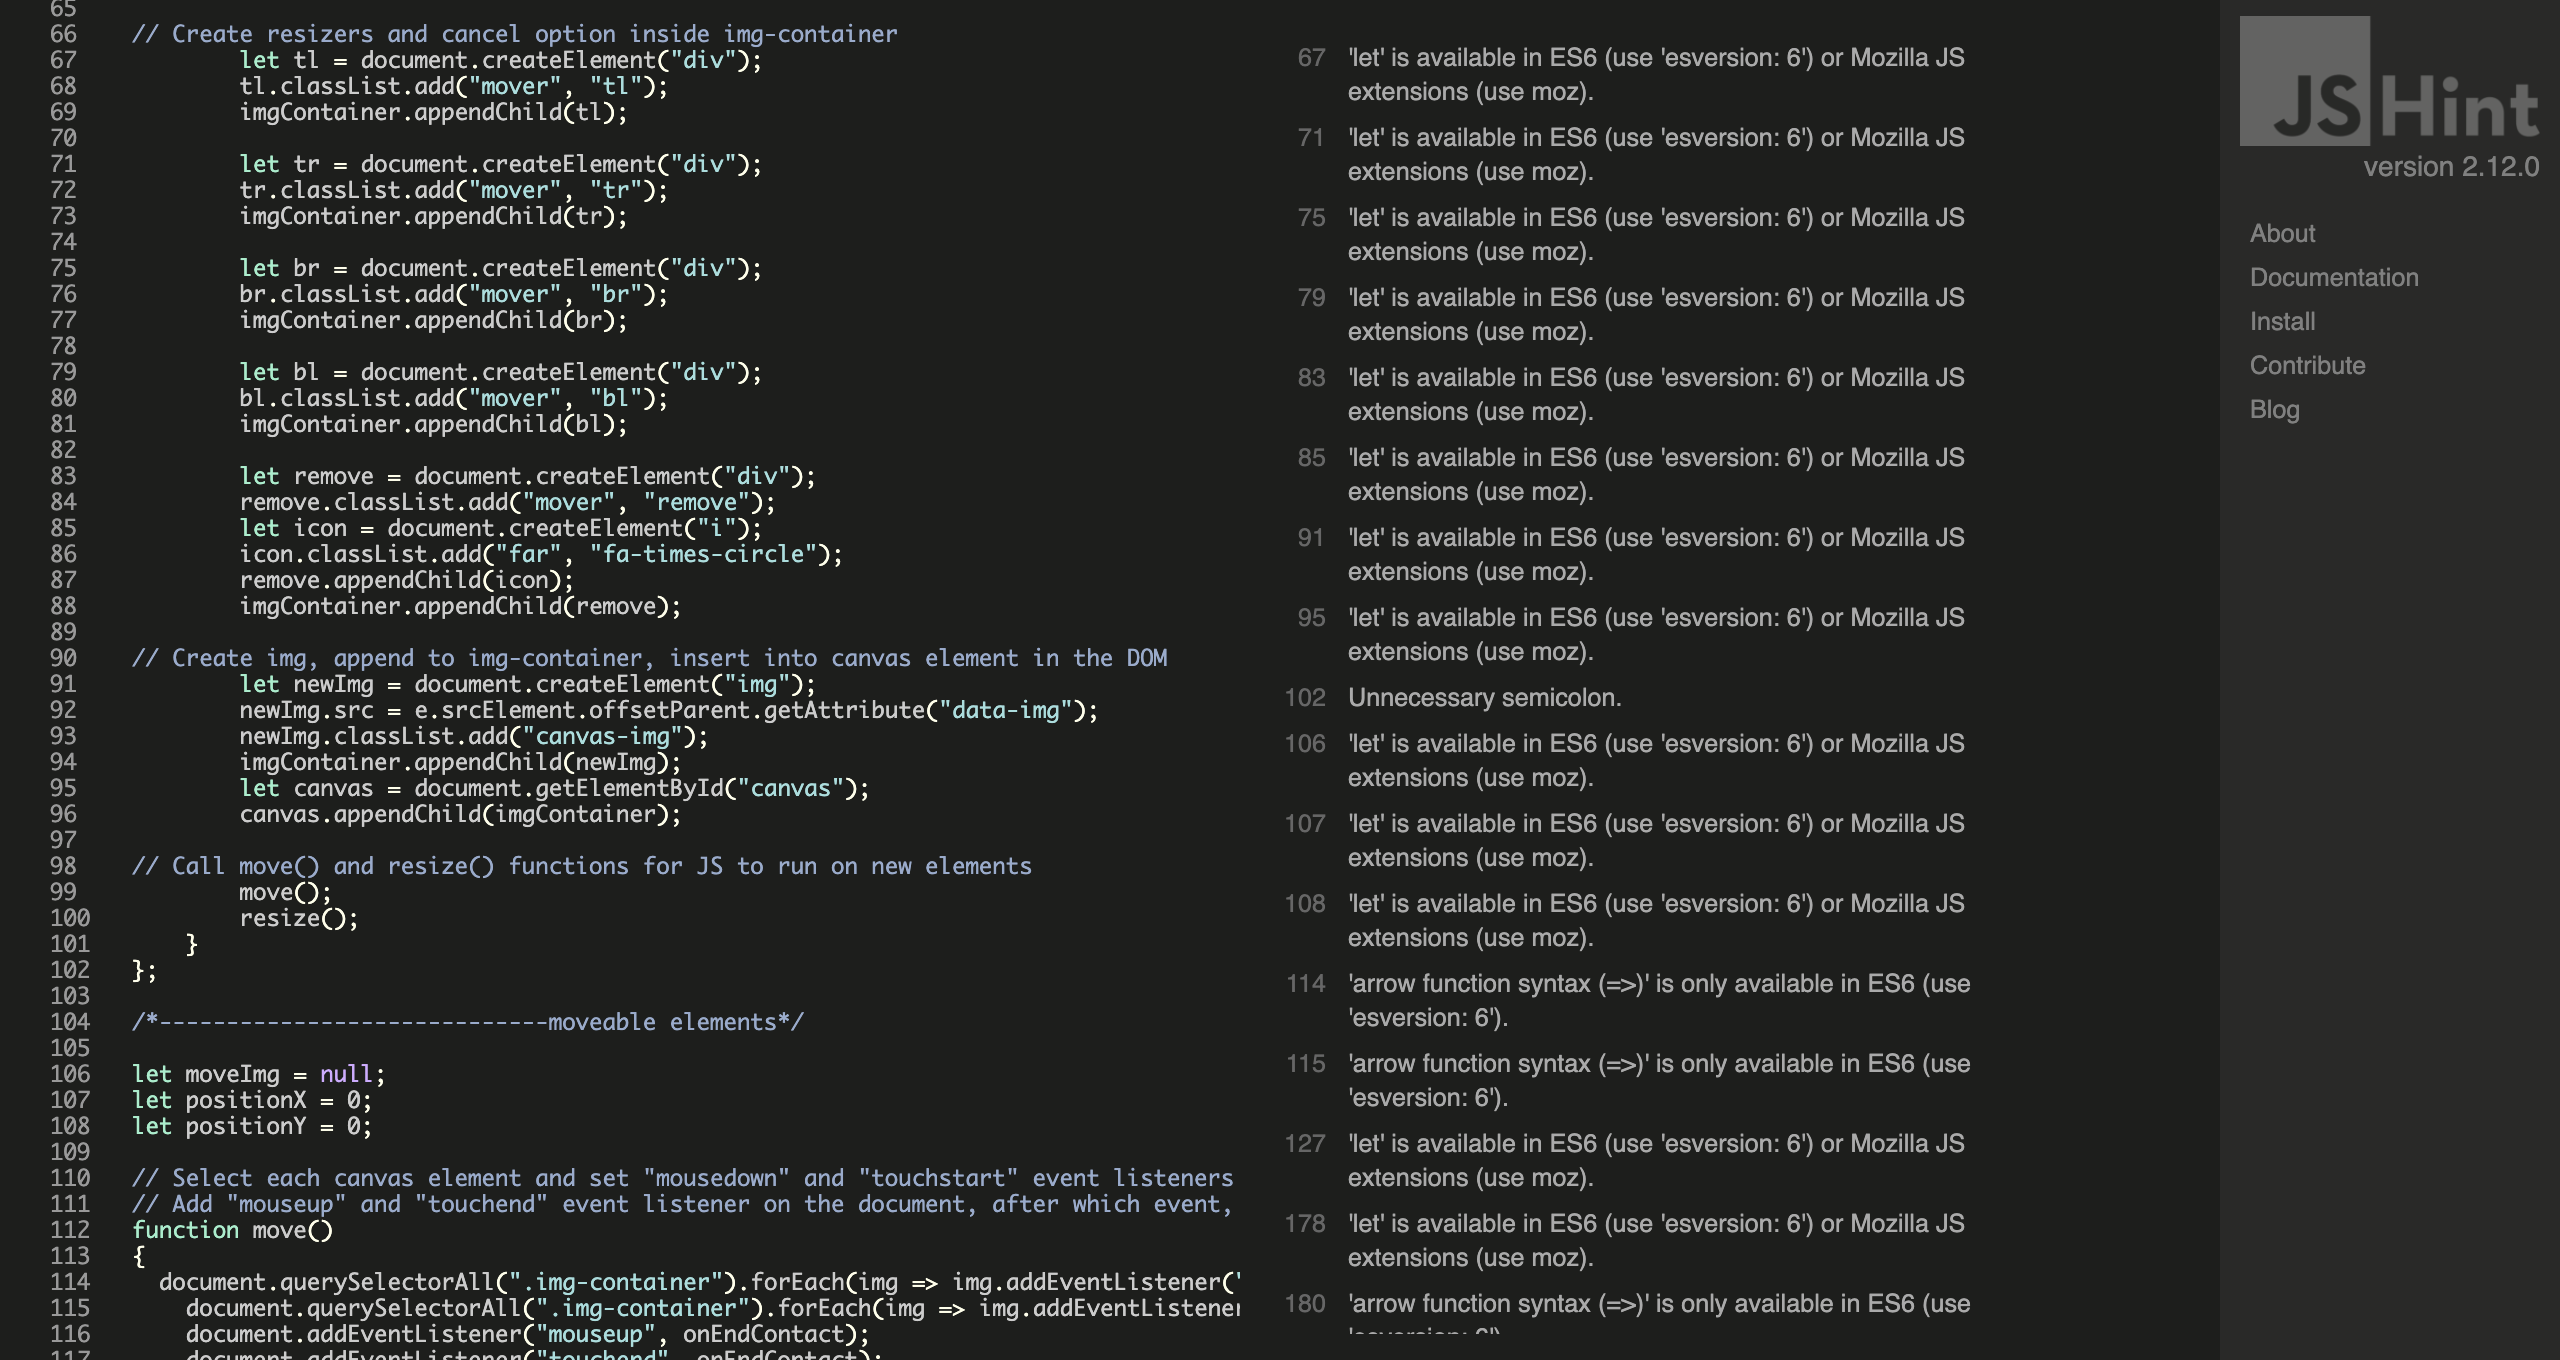 65
66 // Create resizers and cancel option inside img-container
67 let tl = document.createElement("div");
68 tl.classList.add("mover", "tl");
69 imgContainer.appendChild(tl);
70
71 let tr = document.createElement("div");
72 tr.classList.add("mover", "tr");
73 imgContainer.appendChild(tr);
74
75 let br = document.createElement("div");
76 br.classList.add("mover", "br");
77 imgContainer.appendChild(br);
78
79 let bl = document.createElement("div");
80 bl.classList.add("mover", "bl");
81 imgContainer.appendChild(bl);
82
83 let remove = document.createElement("div");
84 remove.classList.add("mover", "remove");
85 let icon = document.createElement("i");
86 icon.classList.add("far", "fa-times-circle");
87 remove.appendChild(icon);
88 imgContainer.appendChild(remove);
89
90 // Create img, append to img-container, insert into canvas element in the DOM
91 let newImg = document.createElement("img");
92 newImg.src = e.srcElement.offsetParent.getAttribute("data-img");
93 newImg.classList.add("canvas-img");
94 imgContainer.appendChild(newImg);
95 let canvas = document.getElementById("canvas");
96 canvas.appendChild(imgContainer);
97
98 // Call move() and resize() functions for JS to run on new elements
99 move();
100 resize();
101 }
102 };
103
104 /*-----------------------------moveable elements*/
105
106 let moveImg = null;
107 let positionX = 0;
108 let positionY = 0;
109
110 // Select each canvas element and set "mousedown" and "touchstart" event listeners
111 // Add "mouseup" and "touchend" event listener on the document, after which event,
112 function move()
113 {
114 document.querySelectorAll(".img-container").forEach(img => img.addEventListener('
115 document.querySelectorAll(".img-container").forEach(img => img.addEventListener
116 document.addEventListener("mouseup", onEndContact);
117 document.addEventListener("touchend", onEndContact);
67 'let' is available in ES6 (use 'esversion: 6') or Mozilla JS
extensions (use moz).
71 'let' is available in ES6 (use 'esversion: 6') or Mozilla JS
extensions (use moz).
75 'let' is available in ES6 (use 'esversion: 6') or Mozilla JS
extensions (use moz).
79 'let' is available in ES6 (use 'esversion: 6') or Mozilla JS
extensions (use moz).
83 'let' is available in ES6 (use 'esversion: 6') or Mozilla JS
extensions (use moz).
85 'let' is available in ES6 (use 'esversion: 6') or Mozilla JS
extensions (use moz).
91 'let' is available in ES6 (use 'esversion: 6') or Mozilla JS
extensions (use moz).
95 'let' is available in ES6 (use 'esversion: 6') or Mozilla JS
extensions (use moz).
102 Unnecessary semicolon.
106 'let' is available in ES6 (use 'esversion: 6') or Mozilla JS
extensions (use moz).
107 'let' is available in ES6 (use 'esversion: 6') or Mozilla JS
extensions (use moz).
108 'let' is available in ES6 (use 'esversion: 6') or Mozilla JS
extensions (use moz).
114 'arrow function syntax (=>)' is only available in ES6 (use
'esversion: 6').
115 'arrow function syntax (=>)' is only available in ES6 (use
'esversion: 6').
127 'let' is available in ES6 (use 'esversion: 6') or Mozilla JS
extensions (use moz).
178 'let' is available in ES6 (use 'esversion: 6') or Mozilla JS
extensions (use moz).
180 'arrow function syntax (=>)' is only available in ES6 (use
JSHint
version 2.12.0
About
Documentation
Install
Contribute
Blog